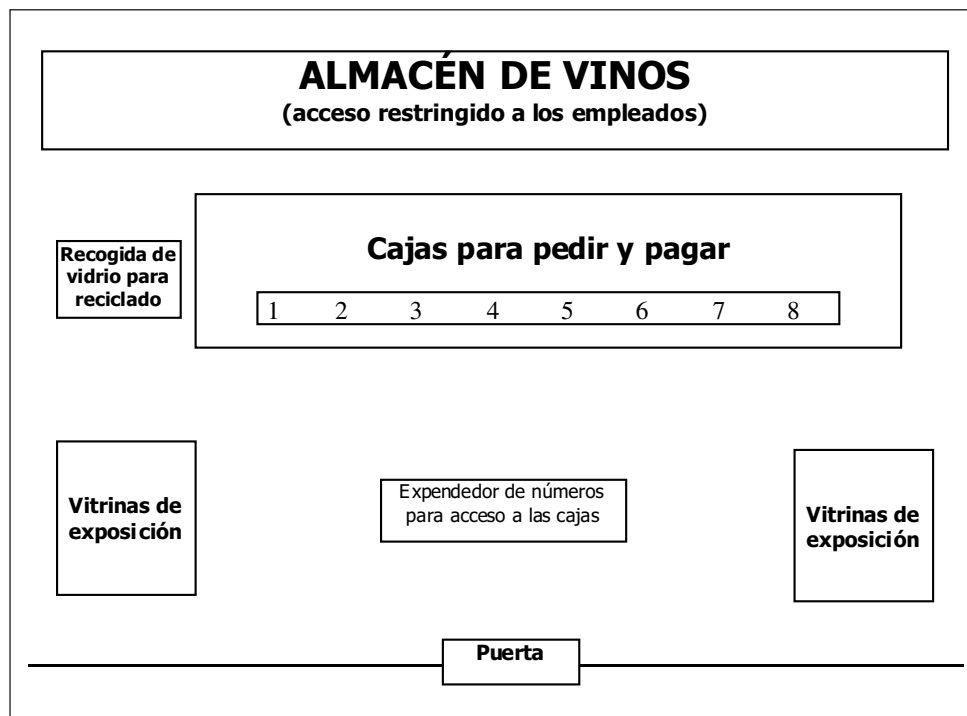 ALMACÉN DE VINOS
(acceso restringido a los empleados)
Cajas para pedir y pagar
Recogida de
vidrio para
reciclado
1 2 3 4 5 6 7 8
Vitrinas de
exposición
Expendedor de números
para acceso a las cajas
Vitrinas de
exposición
Puerta